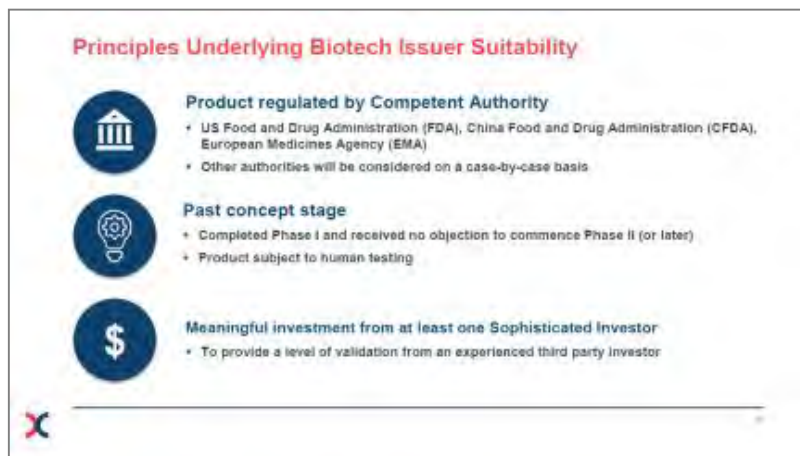 Principles Underlying Biotech Issuer Suitability
Product regulated by Competent Authority
• US Food and Drug Administration (FDA), China Food and Drug Administration (CFDA),
European Medicines Agency (EMA)
• Other authorities will be considered on a case-by-case basis
Past concept stage
• Completed Phase I and received no objection to commence Phase II (or later)
• Product subject to human testing
$
Meaningful investment from at least one Sophisticated Investor
• To provide a level of validation from an experienced third party investor